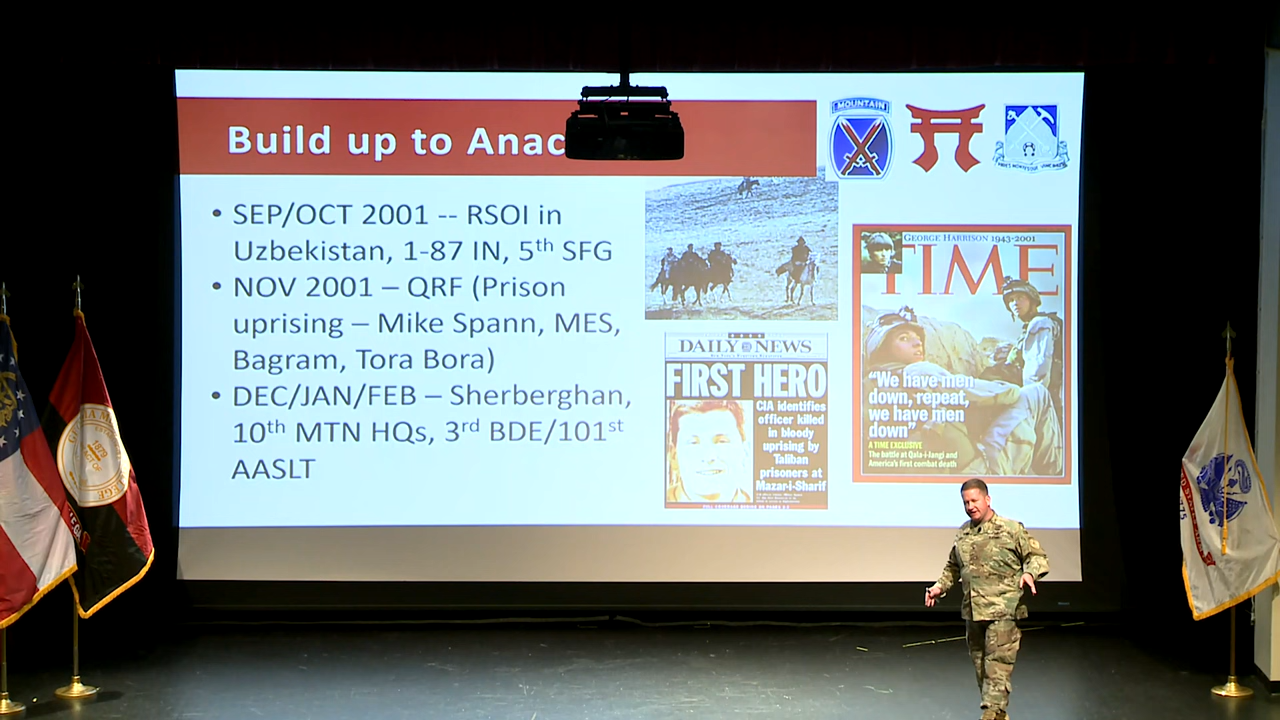 Build up to Anac
MOUNTAIN
• SEP/OCT 2001 -- RSOI in
Uzbekistan, 1-87 IN, 5th SFG
• NOV 2001 – QRF (Prison
uprising – Mike Spann, MES,
Bagram, Tora Bora)
• DEC/JAN/FEB – Sherberghan,
10th MTN HQs, 3rd BDE/101st
AASLT
DAILY NEWS
FIRST HERO
CIA identifies
officer killed
in bloody
uprising by
Taliban
prisoners at
Mazar-i-Sharif
GEORGE HARRISON 1943-2001
TIME
"We have men
down, repeat,
we have men
down"
A TIME EXCLUSIVE
The battle at Qala-i-Jangi and
America's first combat death